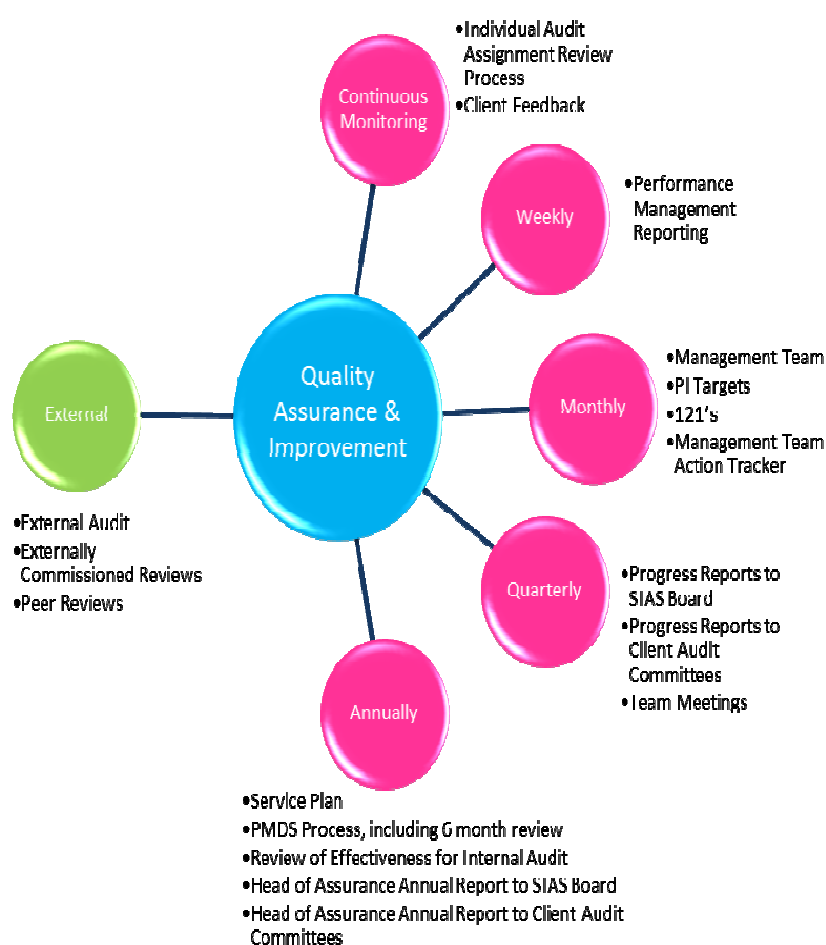 •Individual Audit
Assignment Review
Process
•Client Feedback
Continuous
Monitoring
•Performance
Management
Reporting
Weekly
Quality
Assurance &
Improvement
External
Monthly
•Management Team
•PI Targets
•121's
•Management Team
Action Tracker
•External Audit
•Externally
Commissioned Reviews
•Peer Reviews
Quarterly
•Progress Reports to
SIAS Board
•Progress Reports to
Client Audit
Committees
•Team Meetings
Annually
•Service Plan
•PMDS Process, including 6 month review
•Review of Effectiveness for Internal Audit
•Head of Assurance Annual Report to SIAS Board
•Head of Assurance Annual Report to Client Audit
Committees